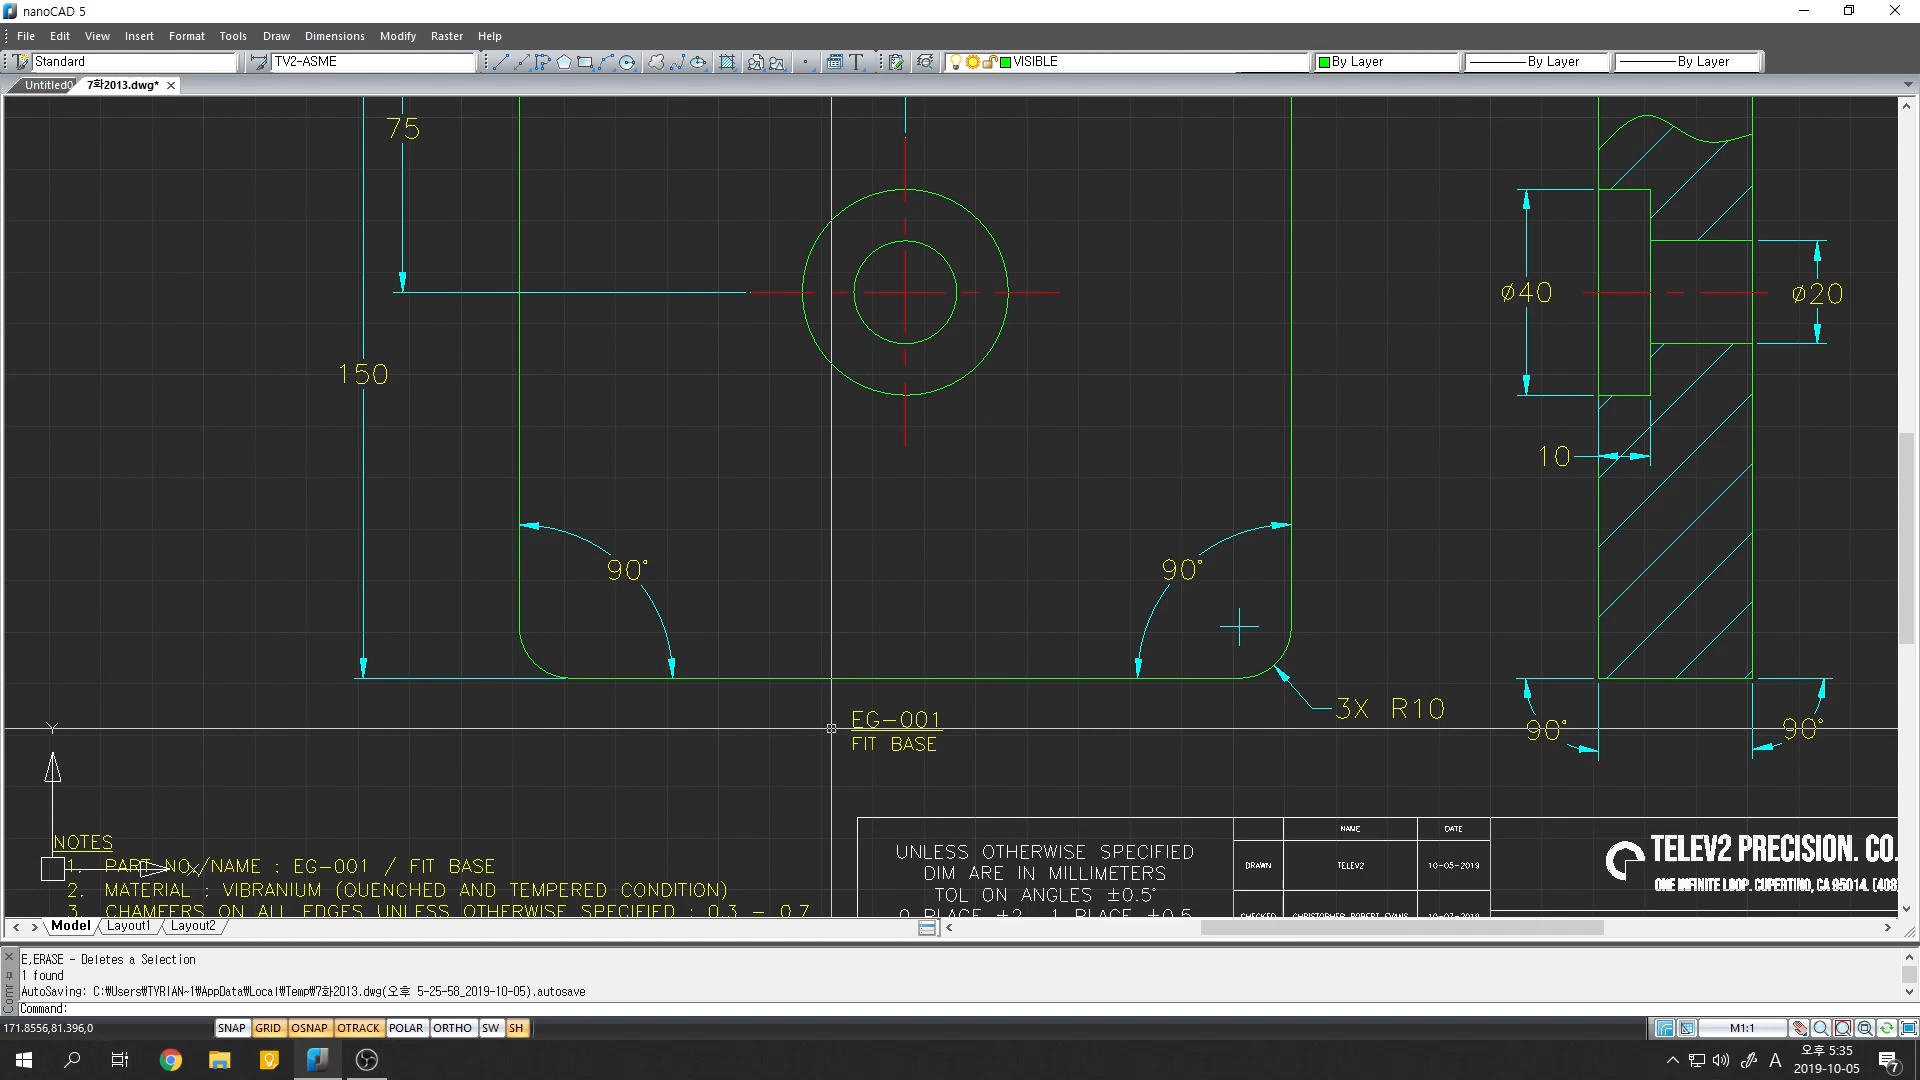 nanoCAD 5
File Edit View Insert Format Tools Draw Dimensions Modify Raster Help
Standard TV2-ASME VISIBLE By Layer By Layer By Layer
Untitled0 7화2013.dwg*
75
ø40 ø20
150
10
90° 90°
3X R10
EG-001
FIT BASE
90° 90°
Y
X
NOTES
1. PART NO./NAME : EG-001 / FIT BASE
2. MATERIAL : VIBRANIUM (QUENCHED AND TEMPERED CONDITION)
3. CHAMFERS ON ALL EDGES UNLESS OTHERWISE SPECIFIED : 0.3 - 0.7
UNLESS OTHERWISE SPECIFIED
DIM ARE IN MILLIMETERS
TOL ON ANGLES ±0.5°
0 PLACE ±2 1 PLACE ±0.5
NAME DATE
DRAWN TELEV2 10-05-2019
CHECKED CHRISTOPHER ROBERT EVANS 10-07-2019
TELEV2 PRECISION. CO.
ONE INFINITE LOOP. CUPERTINO, CA 95014. (408)
Model Layout1 Layout2
E,ERASE - Deletes a Selection
1 found
AutoSaving: C:₩Users₩TYRIAN~1₩AppData₩Local₩Temp₩7화2013.dwg(오후 5-25-58_2019-10-05).autosave
Command:
171.8556,81.396,0 SNAP GRID OSNAP OTRACK POLAR ORTHO SW SH M1:1
A 오후 5:35
2019-10-05
7